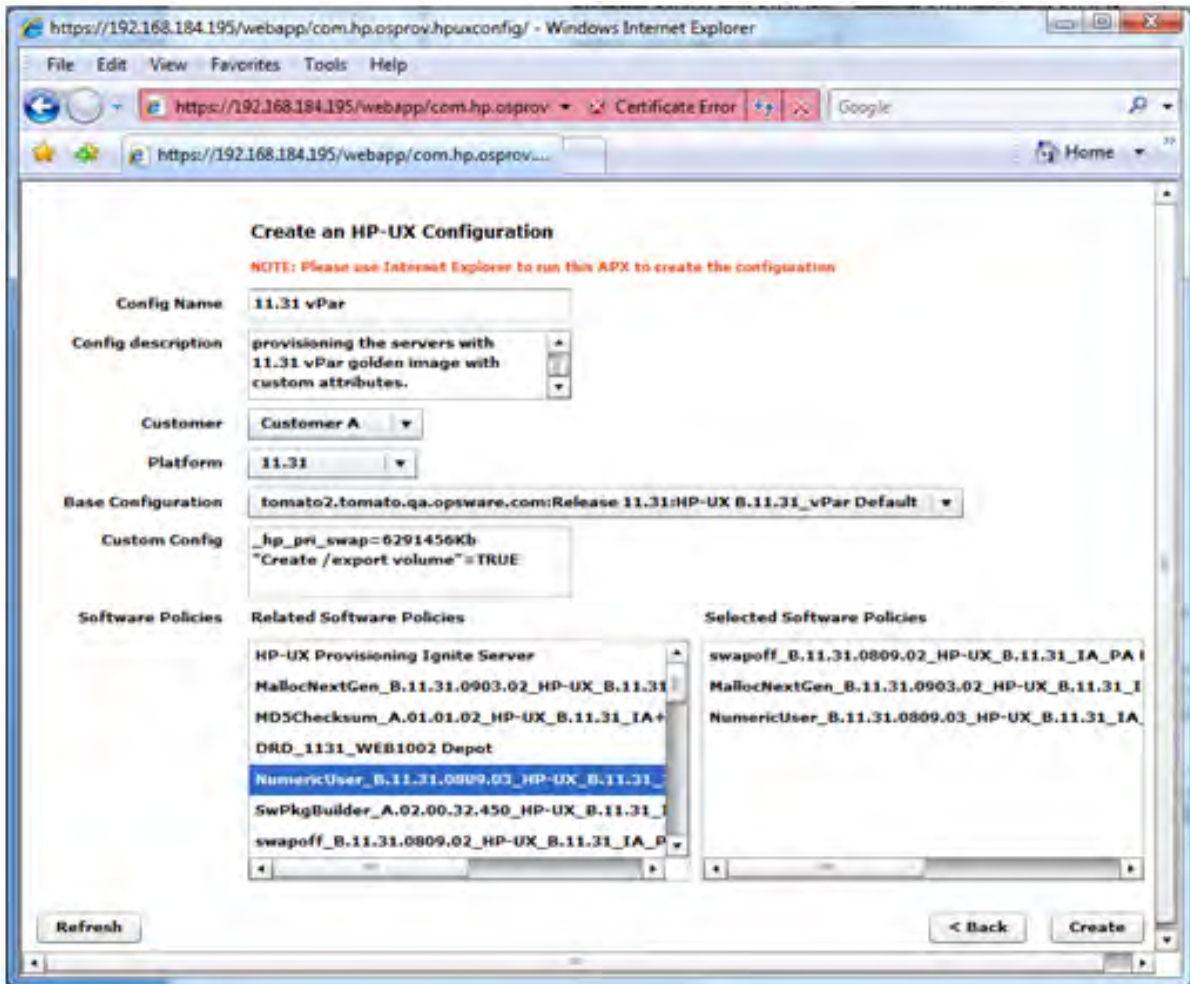 https://192.168.184.195/webapp/com.hp.osprov.hpuxconfig/ - Windows Internet Explorer
File Edit View Favorites Tools Help
https://192.168.184.195/webapp/com.hp.osprov Certificate Error Google
https://192.168.184.195/webapp/com.hp.osprov.... Home
Create an HP-UX Configuration
NOTE: Please use Internet Explorer to run this APX to create the configuration
Config Name 11.31 vPar
Config description provisioning the servers with
11.31 vPar golden image with
custom attributes.
Customer Customer A
Platform 11.31
Base Configuration tomato2.tomato.qa.opsware.com:Release 11.31:HP-UX B.11.31_vPar Default
Custom Config _hp_pri_swap=6291456Kb
"Create /export volume"=TRUE
Software Policies Related Software Policies Selected Software Policies
HP-UX Provisioning Ignite Server swapoff_B.11.31.0809.02_HP-UX_B.11.31_IA_PA
MallocNextGen_B.11.31.0903.02_HP-UX_B.11.31 MallocNextGen_B.11.31.0903.02_HP-UX_B.11.31_I
MD5Checksum_A.01.01.02_HP-UX_B.11.31_IA+ NumericUser_B.11.31.0809.03_HP-UX_B.11.31_IA_
DRD_1131_WEB1002 Depot
NumericUser_B.11.31.0809.03_HP-UX_B.11.31_
SwPkgBuilder_A.02.00.32.450_HP-UX_B.11.31_I
swapoff_B.11.31.0809.02_HP-UX_B.11.31_IA_P
Refresh < Back Create